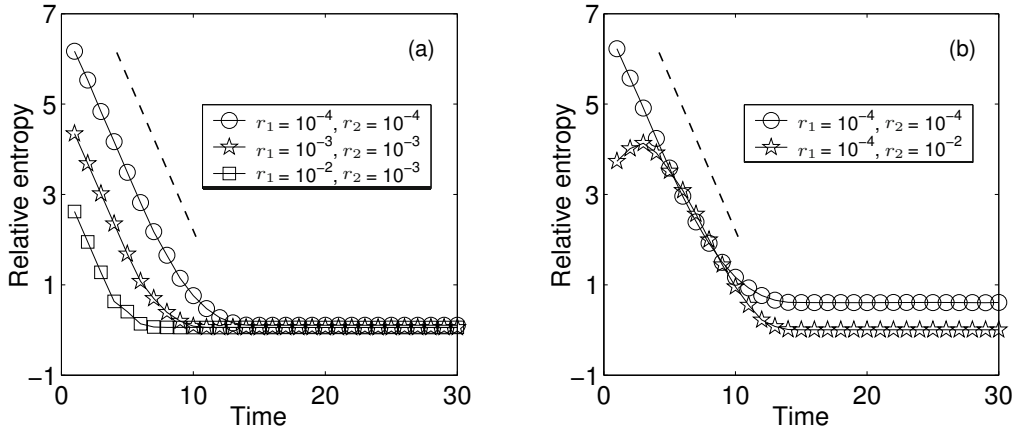 7
5
3
1
−1
Relative entropy
(a)
r₁ = 10⁻⁴, r₂ = 10⁻⁴
r₁ = 10⁻³, r₂ = 10⁻³
r₁ = 10⁻², r₂ = 10⁻³
0 10 20 30
Time
7
5
3
1
−1
Relative entropy
(b)
r₁ = 10⁻⁴, r₂ = 10⁻⁴
r₁ = 10⁻⁴, r₂ = 10⁻²
0 10 20 30
Time